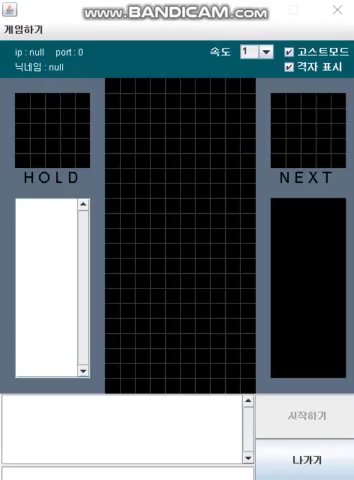 www.BANDICAM.com
게임하기
ip : null port : 0 속도 1 고스트모드
닉네임 : null 격자 표시
HOLD NEXT
시작하기
나가기